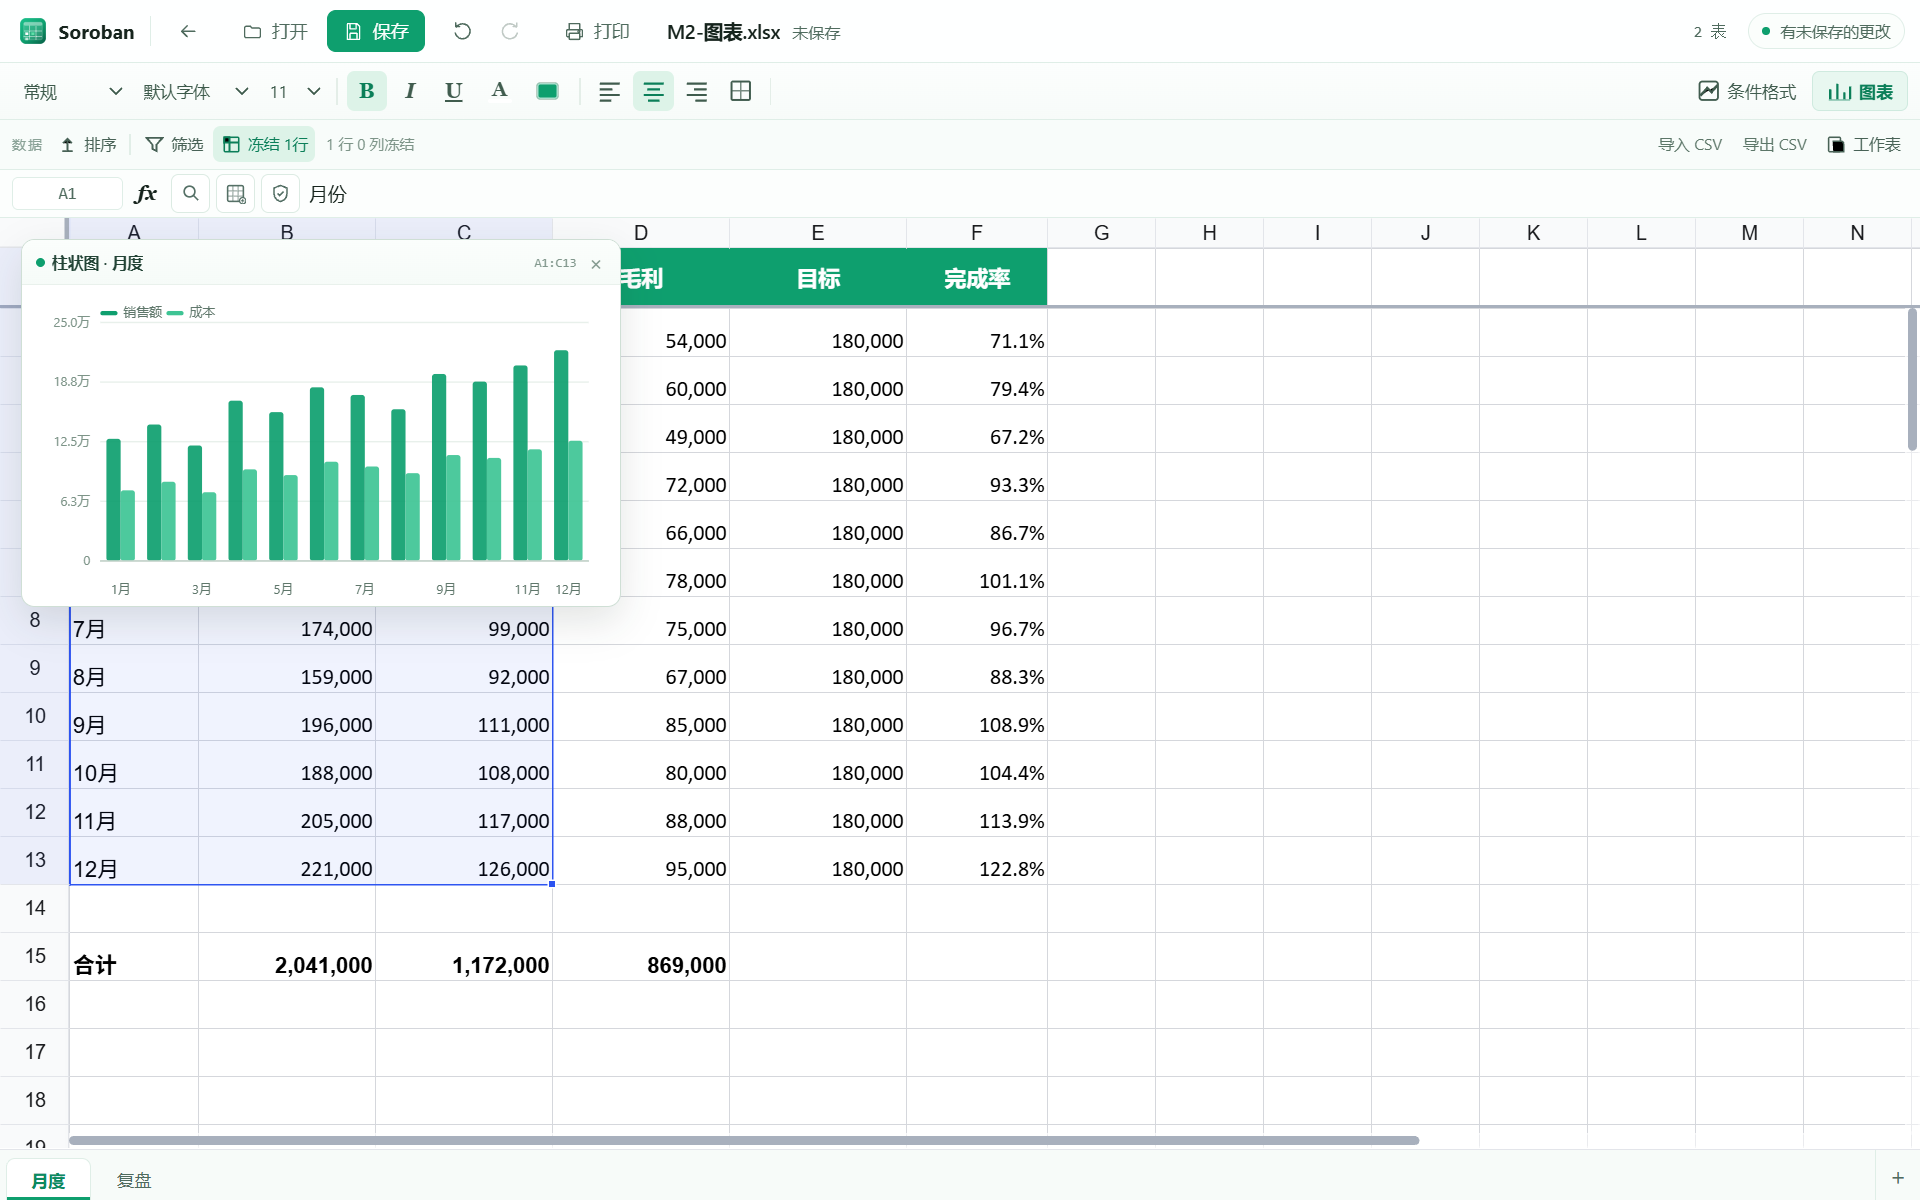 Soroban 打开 保存 打印 M2-图表.xlsx 未保存 2 表 有未保存的更改
常规 默认字体 11 B I U A 条件格式 图表
数据 排序 筛选 冻结 1行 1 行 0 列冻结 导入 CSV 导出 CSV 工作表
A1 fx 月份
A B C D E F G H I J K L M N
柱状图 · 月度 A1:C13 ×
毛利 目标 完成率
销售额 成本
25.0万
18.8万
12.5万
6.3万
0
1月 3月 5月 7月 9月 11月 12月
54,000 180,000 71.1%
60,000 180,000 79.4%
49,000 180,000 67.2%
72,000 180,000 93.3%
66,000 180,000 86.7%
78,000 180,000 101.1%
8 7月 174,000 99,000 75,000 180,000 96.7%
9 8月 159,000 92,000 67,000 180,000 88.3%
10 9月 196,000 111,000 85,000 180,000 108.9%
11 10月 188,000 108,000 80,000 180,000 104.4%
12 11月 205,000 117,000 88,000 180,000 113.9%
13 12月 221,000 126,000 95,000 180,000 122.8%
14
15 合计 2,041,000 1,172,000 869,000
16
17
18
19
月度 复盘 +